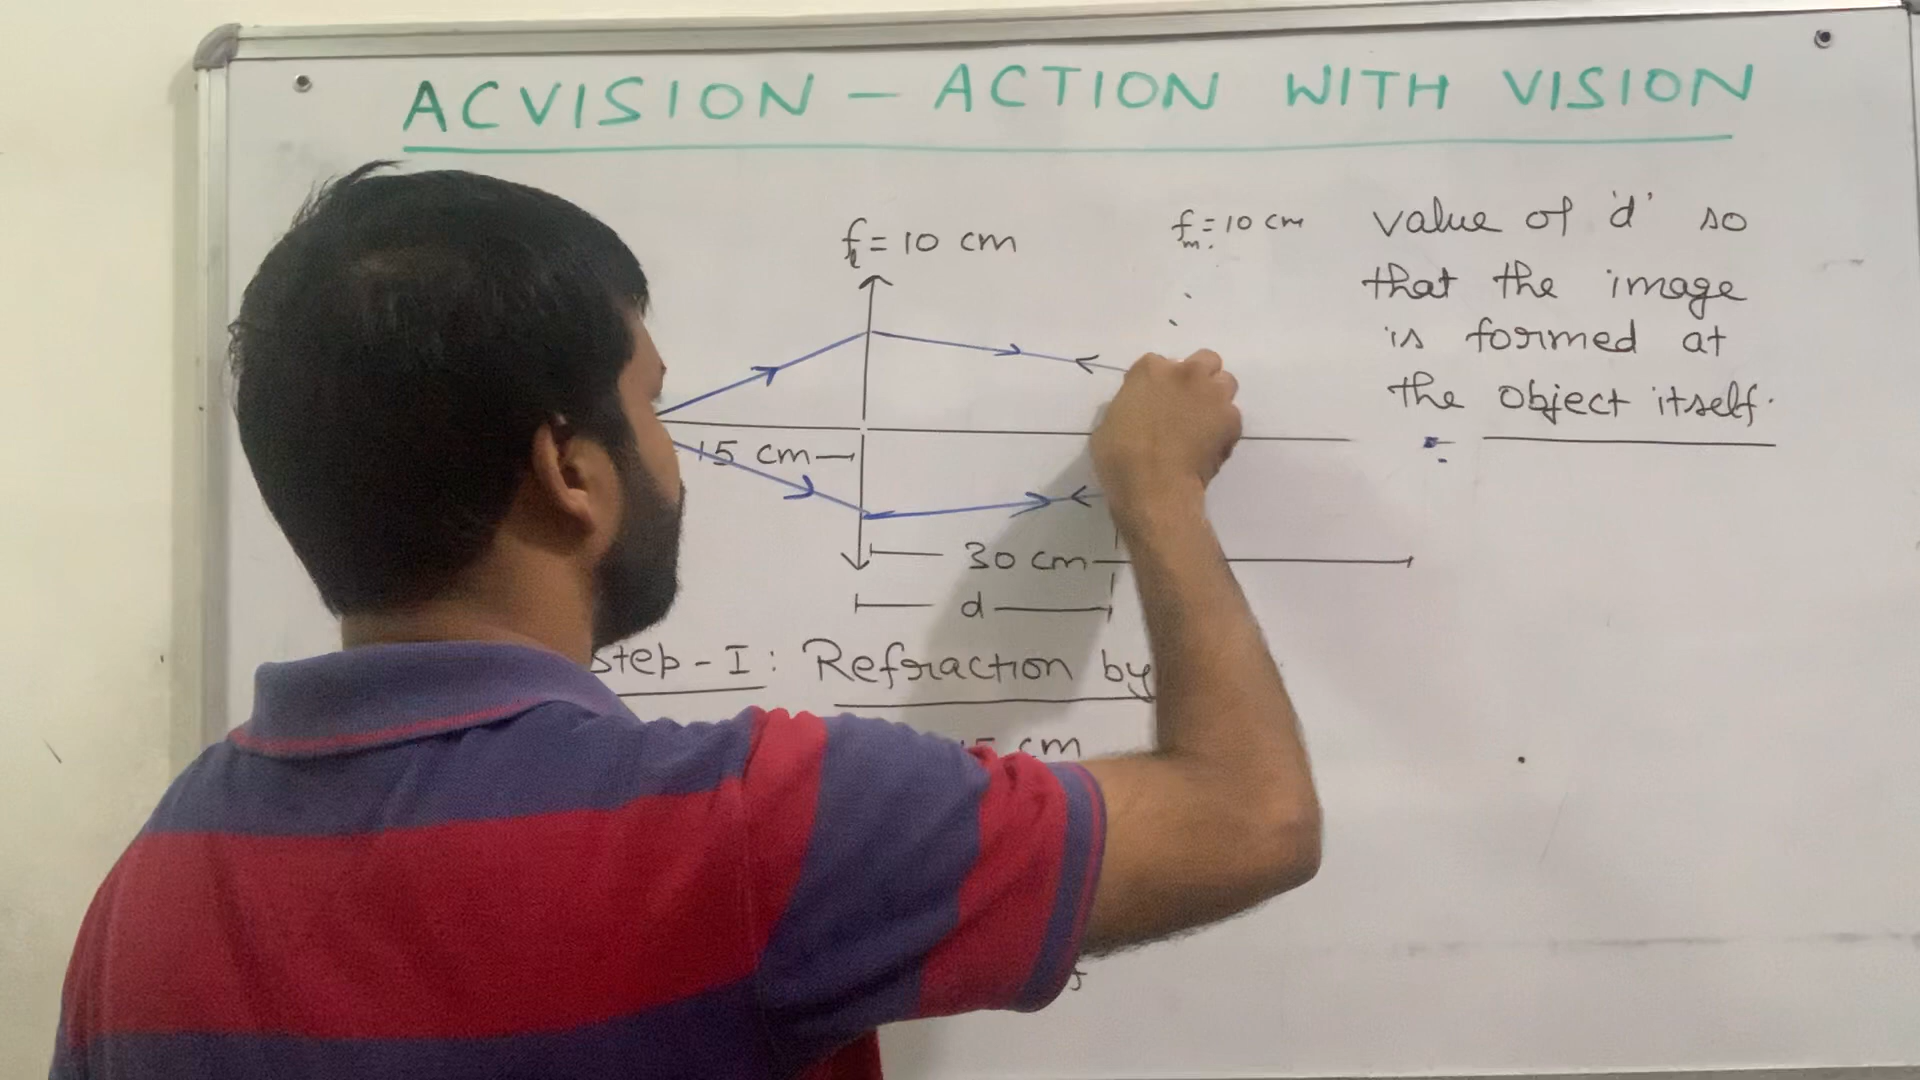 ACVISION – ACTION WITH VISION
fl = 10 cm
fm = 10 cm
value of 'd' so
that the image
is formed at
the object itself.
15 cm
30 cm
d
Step - I : Refraction by
cm